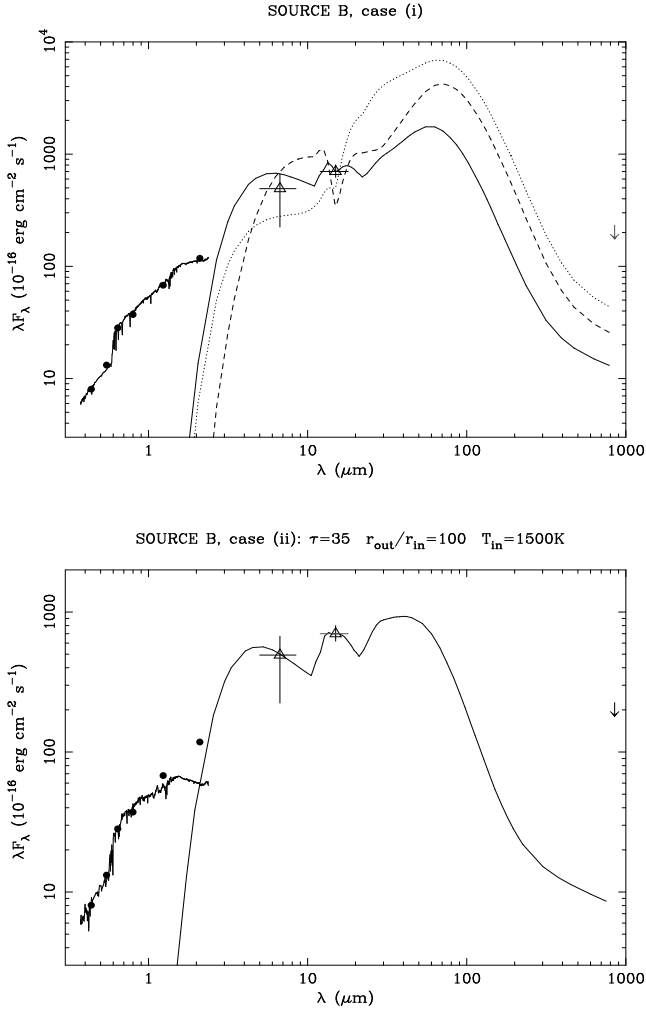 SOURCE B, case (i)
10⁴
1000
100
10
λF_λ (10⁻¹⁶ erg cm⁻² s⁻¹)
1 10 100 1000
λ (μm)
SOURCE B, case (ii): τ=35 r_out/r_in=100 T_in=1500K
1000
100
10
λF_λ (10⁻¹⁶ erg cm⁻² s⁻¹)
1 10 100 1000
λ (μm)